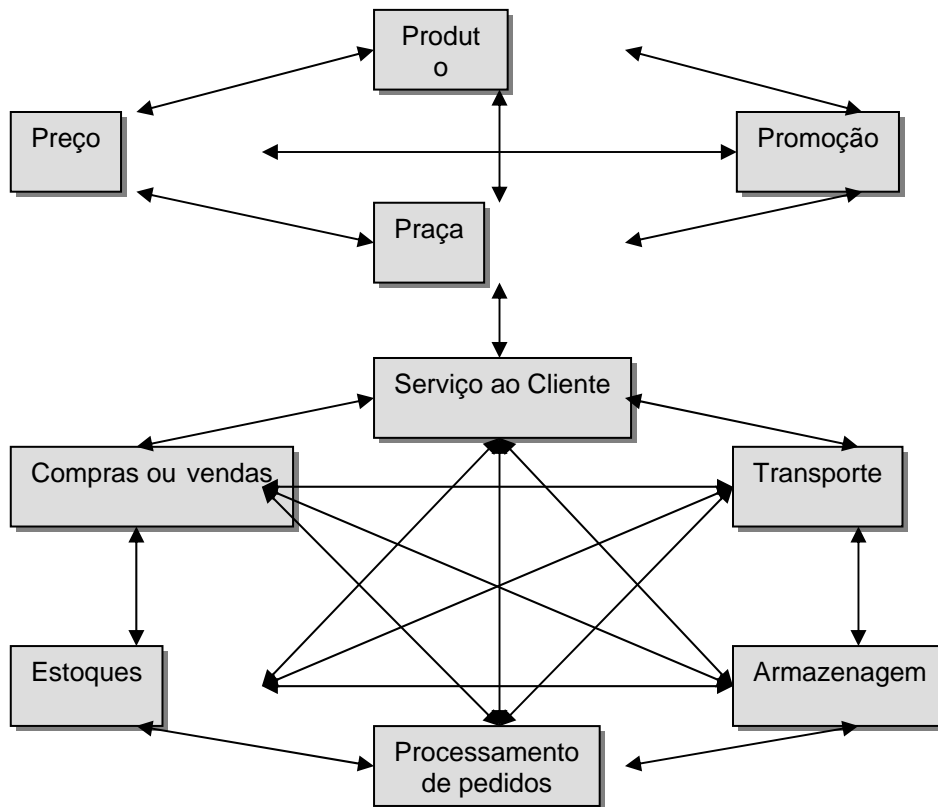 Produt
o
Preço
Promoção
Praça
Serviço ao Cliente
Compras ou vendas
Transporte
Estoques
Armazenagem
Processamento
de pedidos